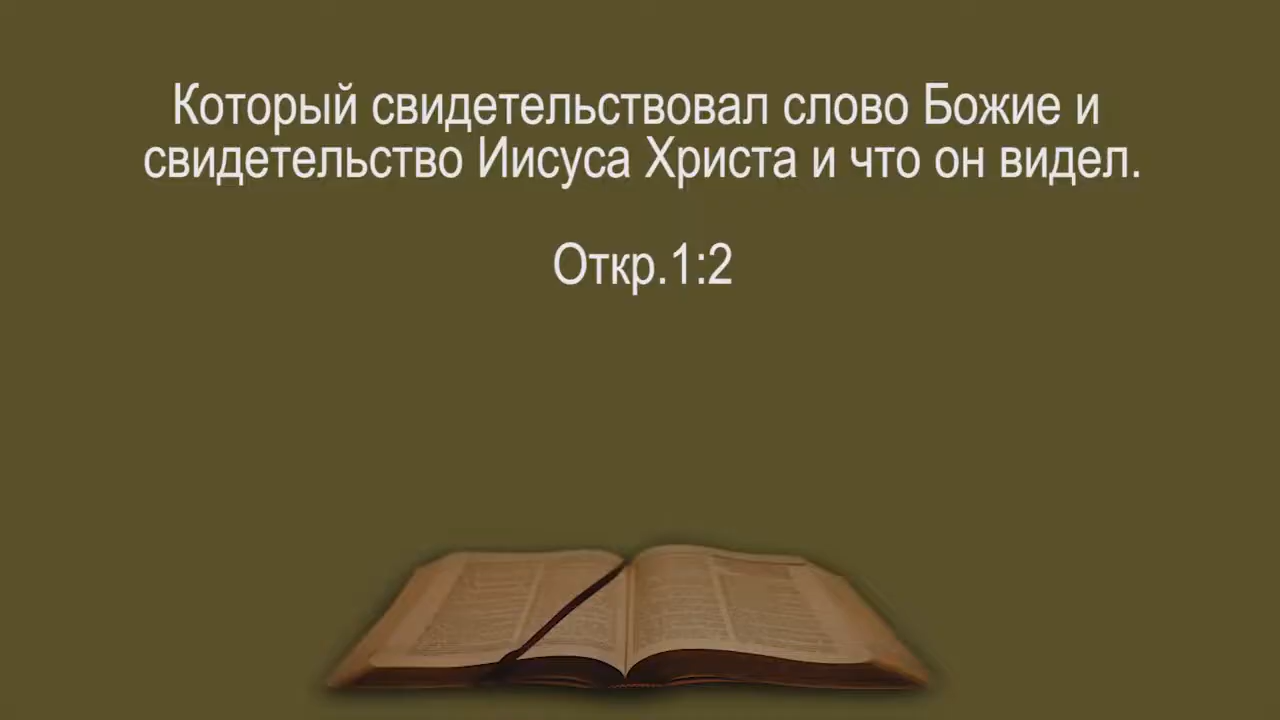 Который свидетельствовал слово Божие и
свидетельство Иисуса Христа и что он видел.
Откр.1:2